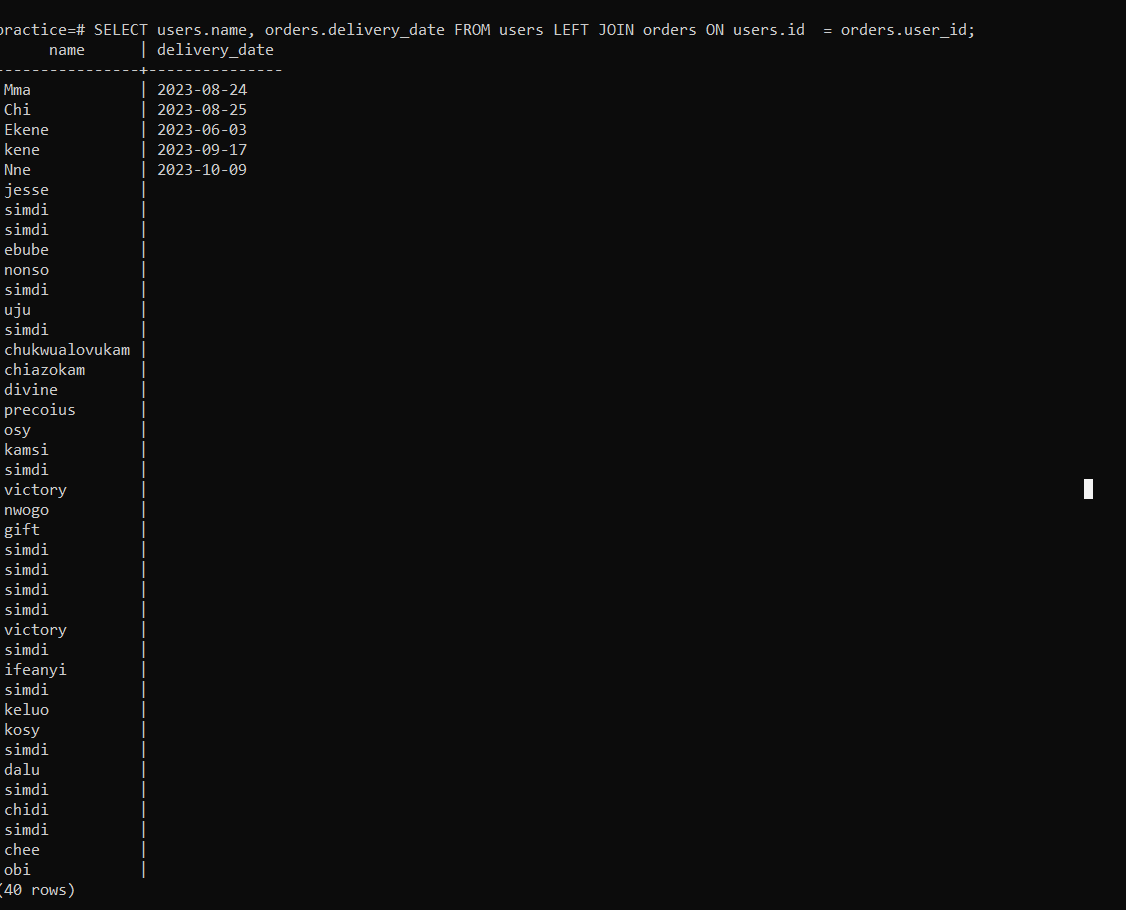 practice=# SELECT users.name, orders.delivery_date FROM users LEFT JOIN orders ON users.id  = orders.user_id;
     name      | delivery_date
---------------+---------------
Mma            | 2023-08-24
Chi            | 2023-08-25
Ekene          | 2023-06-03
kene           | 2023-09-17
Nne            | 2023-10-09
jesse          |
simdi          |
simdi          |
ebube          |
nonso          |
simdi          |
uju            |
simdi          |
chukwualovukam |
chiazokam      |
divine         |
precoius       |
osy            |
kamsi          |
simdi          |
victory        |
nwogo          |
gift           |
simdi          |
simdi          |
simdi          |
simdi          |
victory        |
simdi          |
ifeanyi        |
simdi          |
keluo          |
kosy           |
simdi          |
dalu           |
simdi          |
chidi          |
simdi          |
chee           |
obi            |
(40 rows)